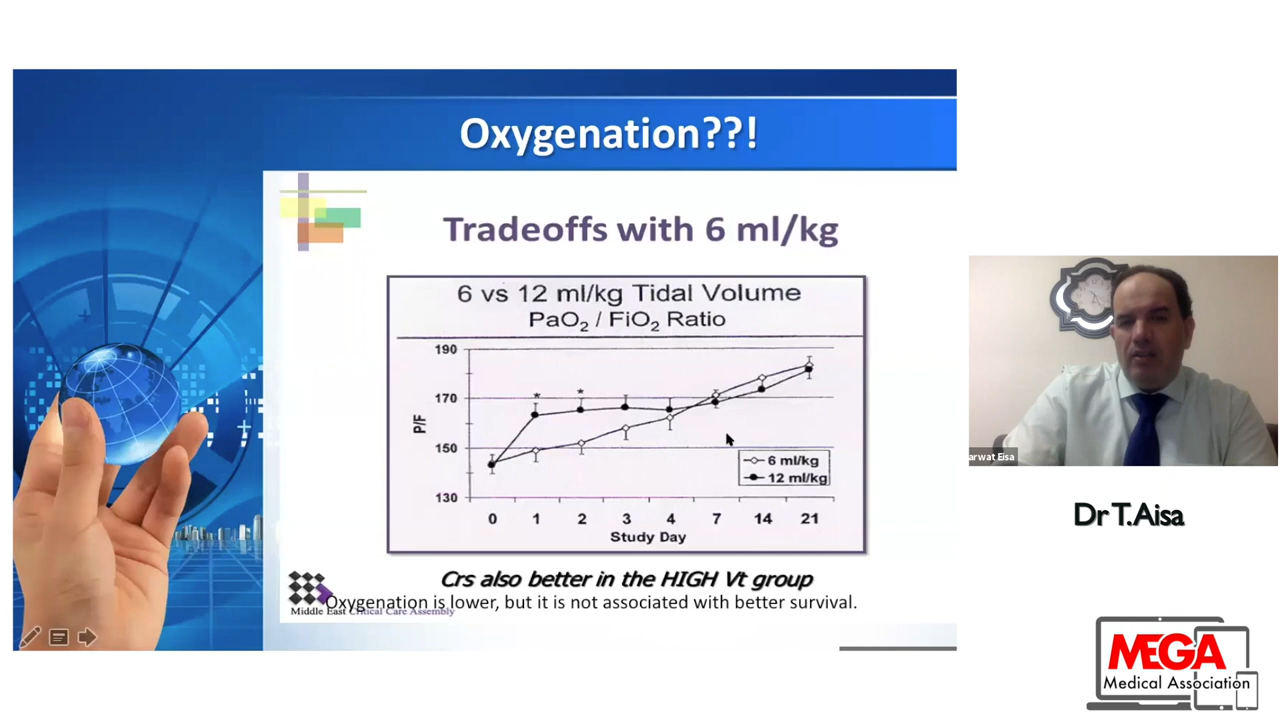 Oxygenation??!
Tradeoffs with 6 ml/kg
6 vs 12 ml/kg Tidal Volume
PaO2 / FiO2 Ratio
190
170
150
130
P/F
* *
6 ml/kg
12 ml/kg
0 1 2 3 4 7 14 21
Study Day
Crs also better in the HIGH Vt group
Oxygenation is lower, but it is not associated with better survival.
Middle East Critical Care Assembly
arwat Eisa
Dr T.Aisa
MEGA
Medical Association